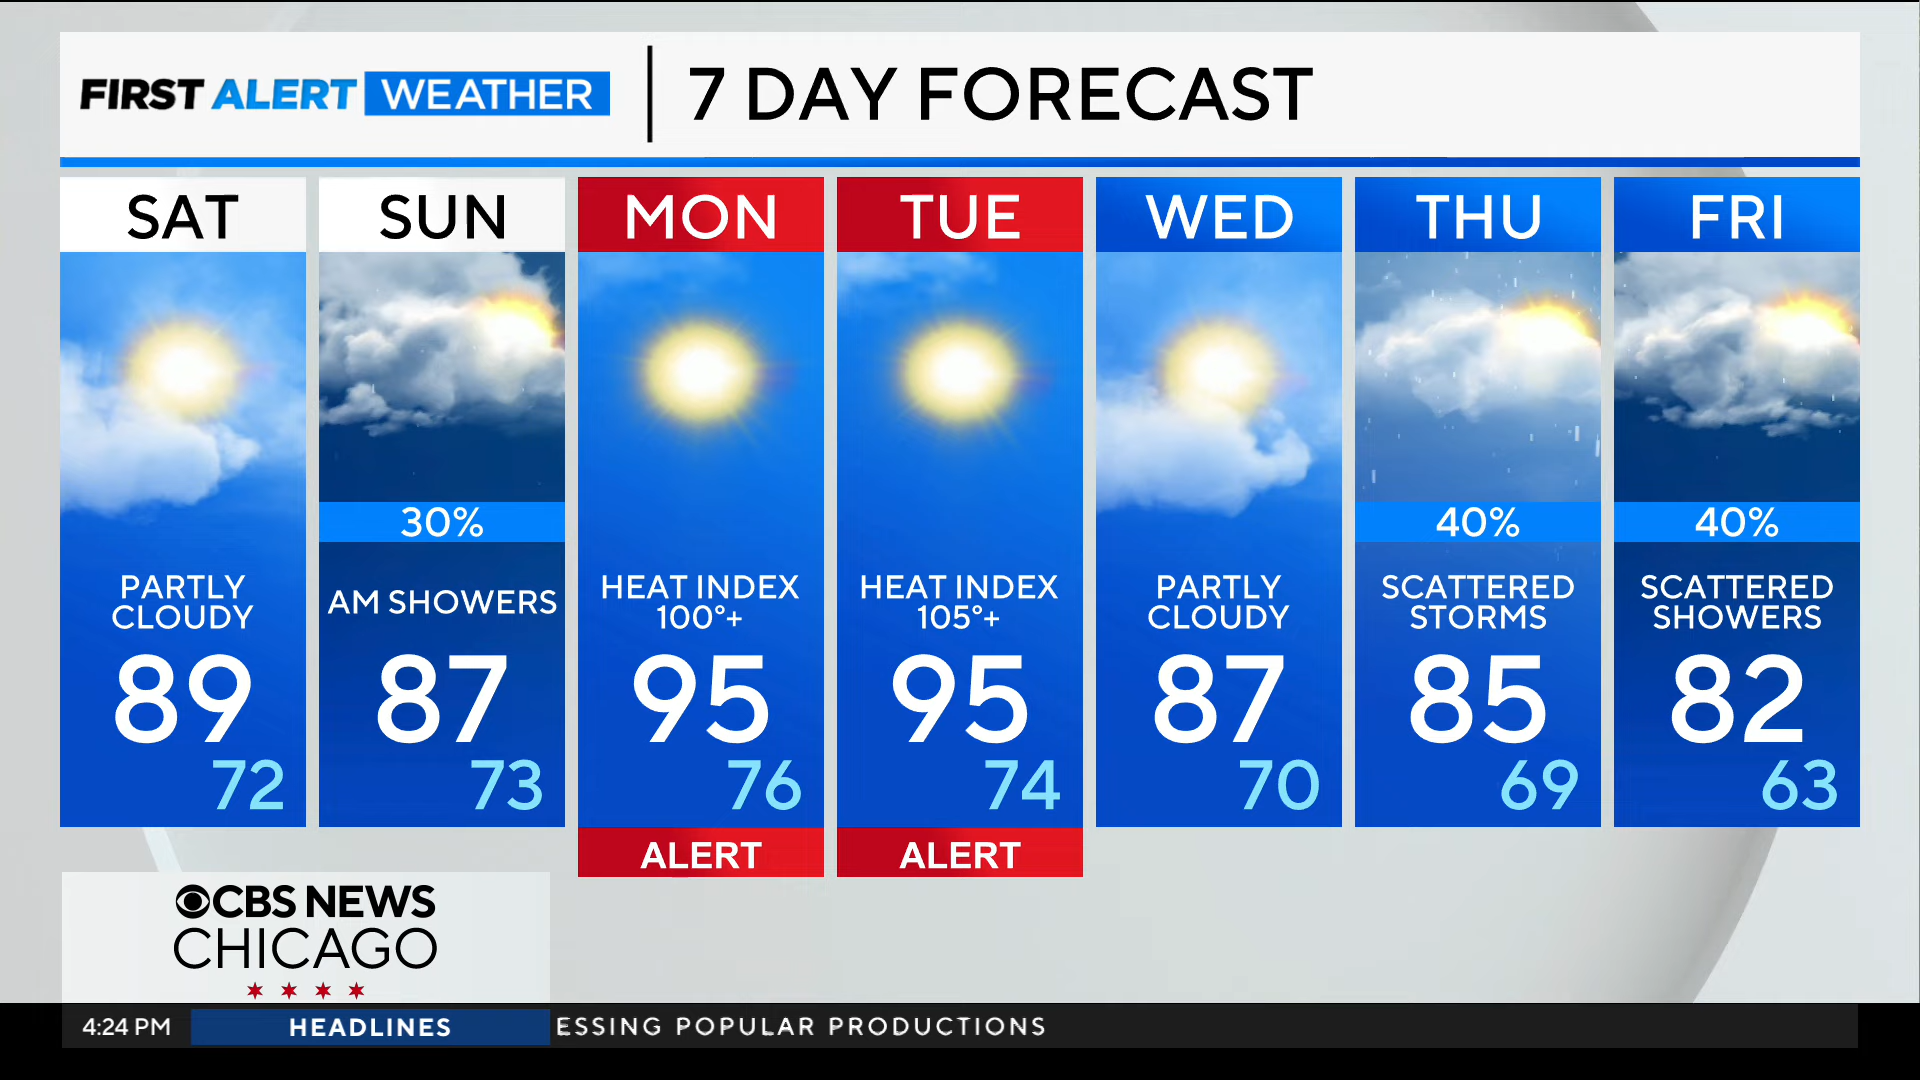 FIRST ALERT WEATHER
7 DAY FORECAST
SAT
PARTLY
CLOUDY
89
72
SUN
30%
AM SHOWERS
87
73
MON
HEAT INDEX
100°+
95
76
ALERT
TUE
HEAT INDEX
105°+
95
74
ALERT
WED
PARTLY
CLOUDY
87
70
THU
40%
SCATTERED
STORMS
85
69
FRI
40%
SCATTERED
SHOWERS
82
63
CBS NEWS
CHICAGO
4:24 PM
HEADLINES
ESSING POPULAR PRODUCTIONS